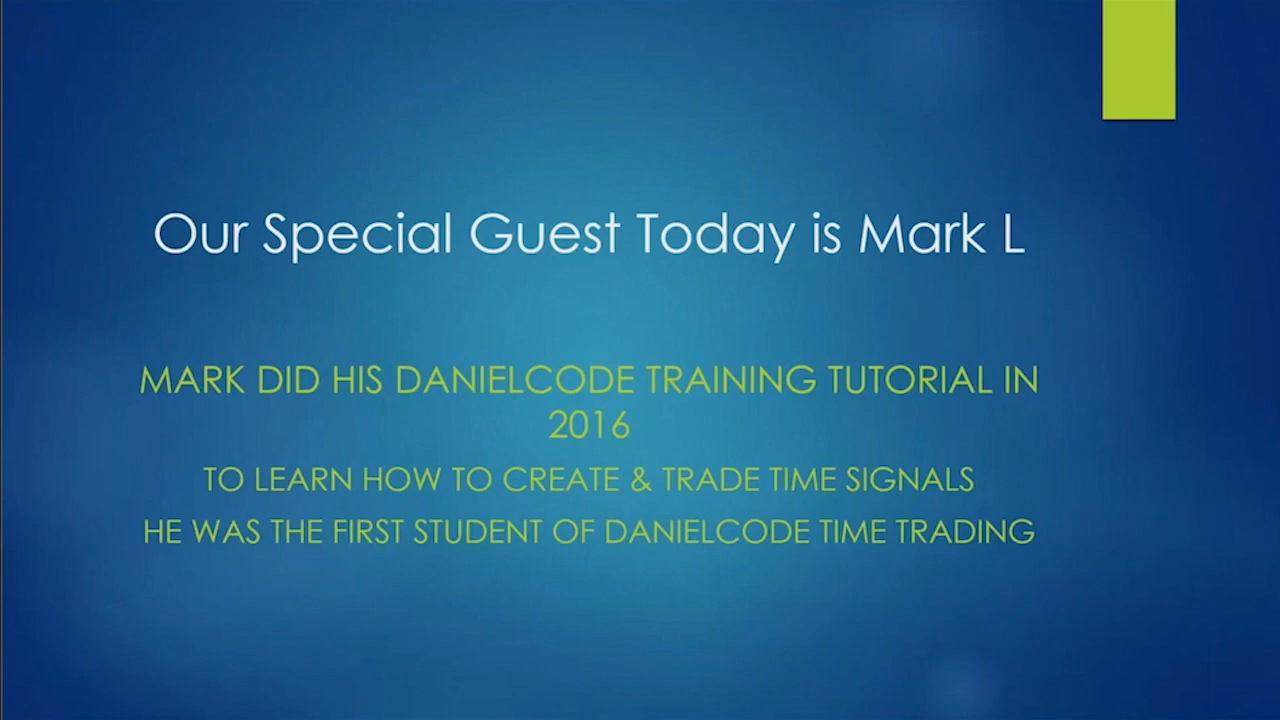 Our Special Guest Today is Mark L
MARK DID HIS DANIELCODE TRAINING TUTORIAL IN
2016
TO LEARN HOW TO CREATE & TRADE TIME SIGNALS
HE WAS THE FIRST STUDENT OF DANIELCODE TIME TRADING